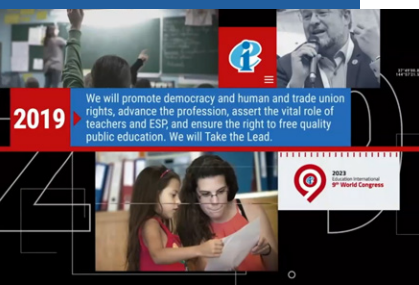 2019
We will promote democracy and human and trade union
rights, advance the profession, assert the vital role of
teachers and ESP, and ensure the right to free quality
public education. We will Take the Lead.
2023
Education International
9th World Congress